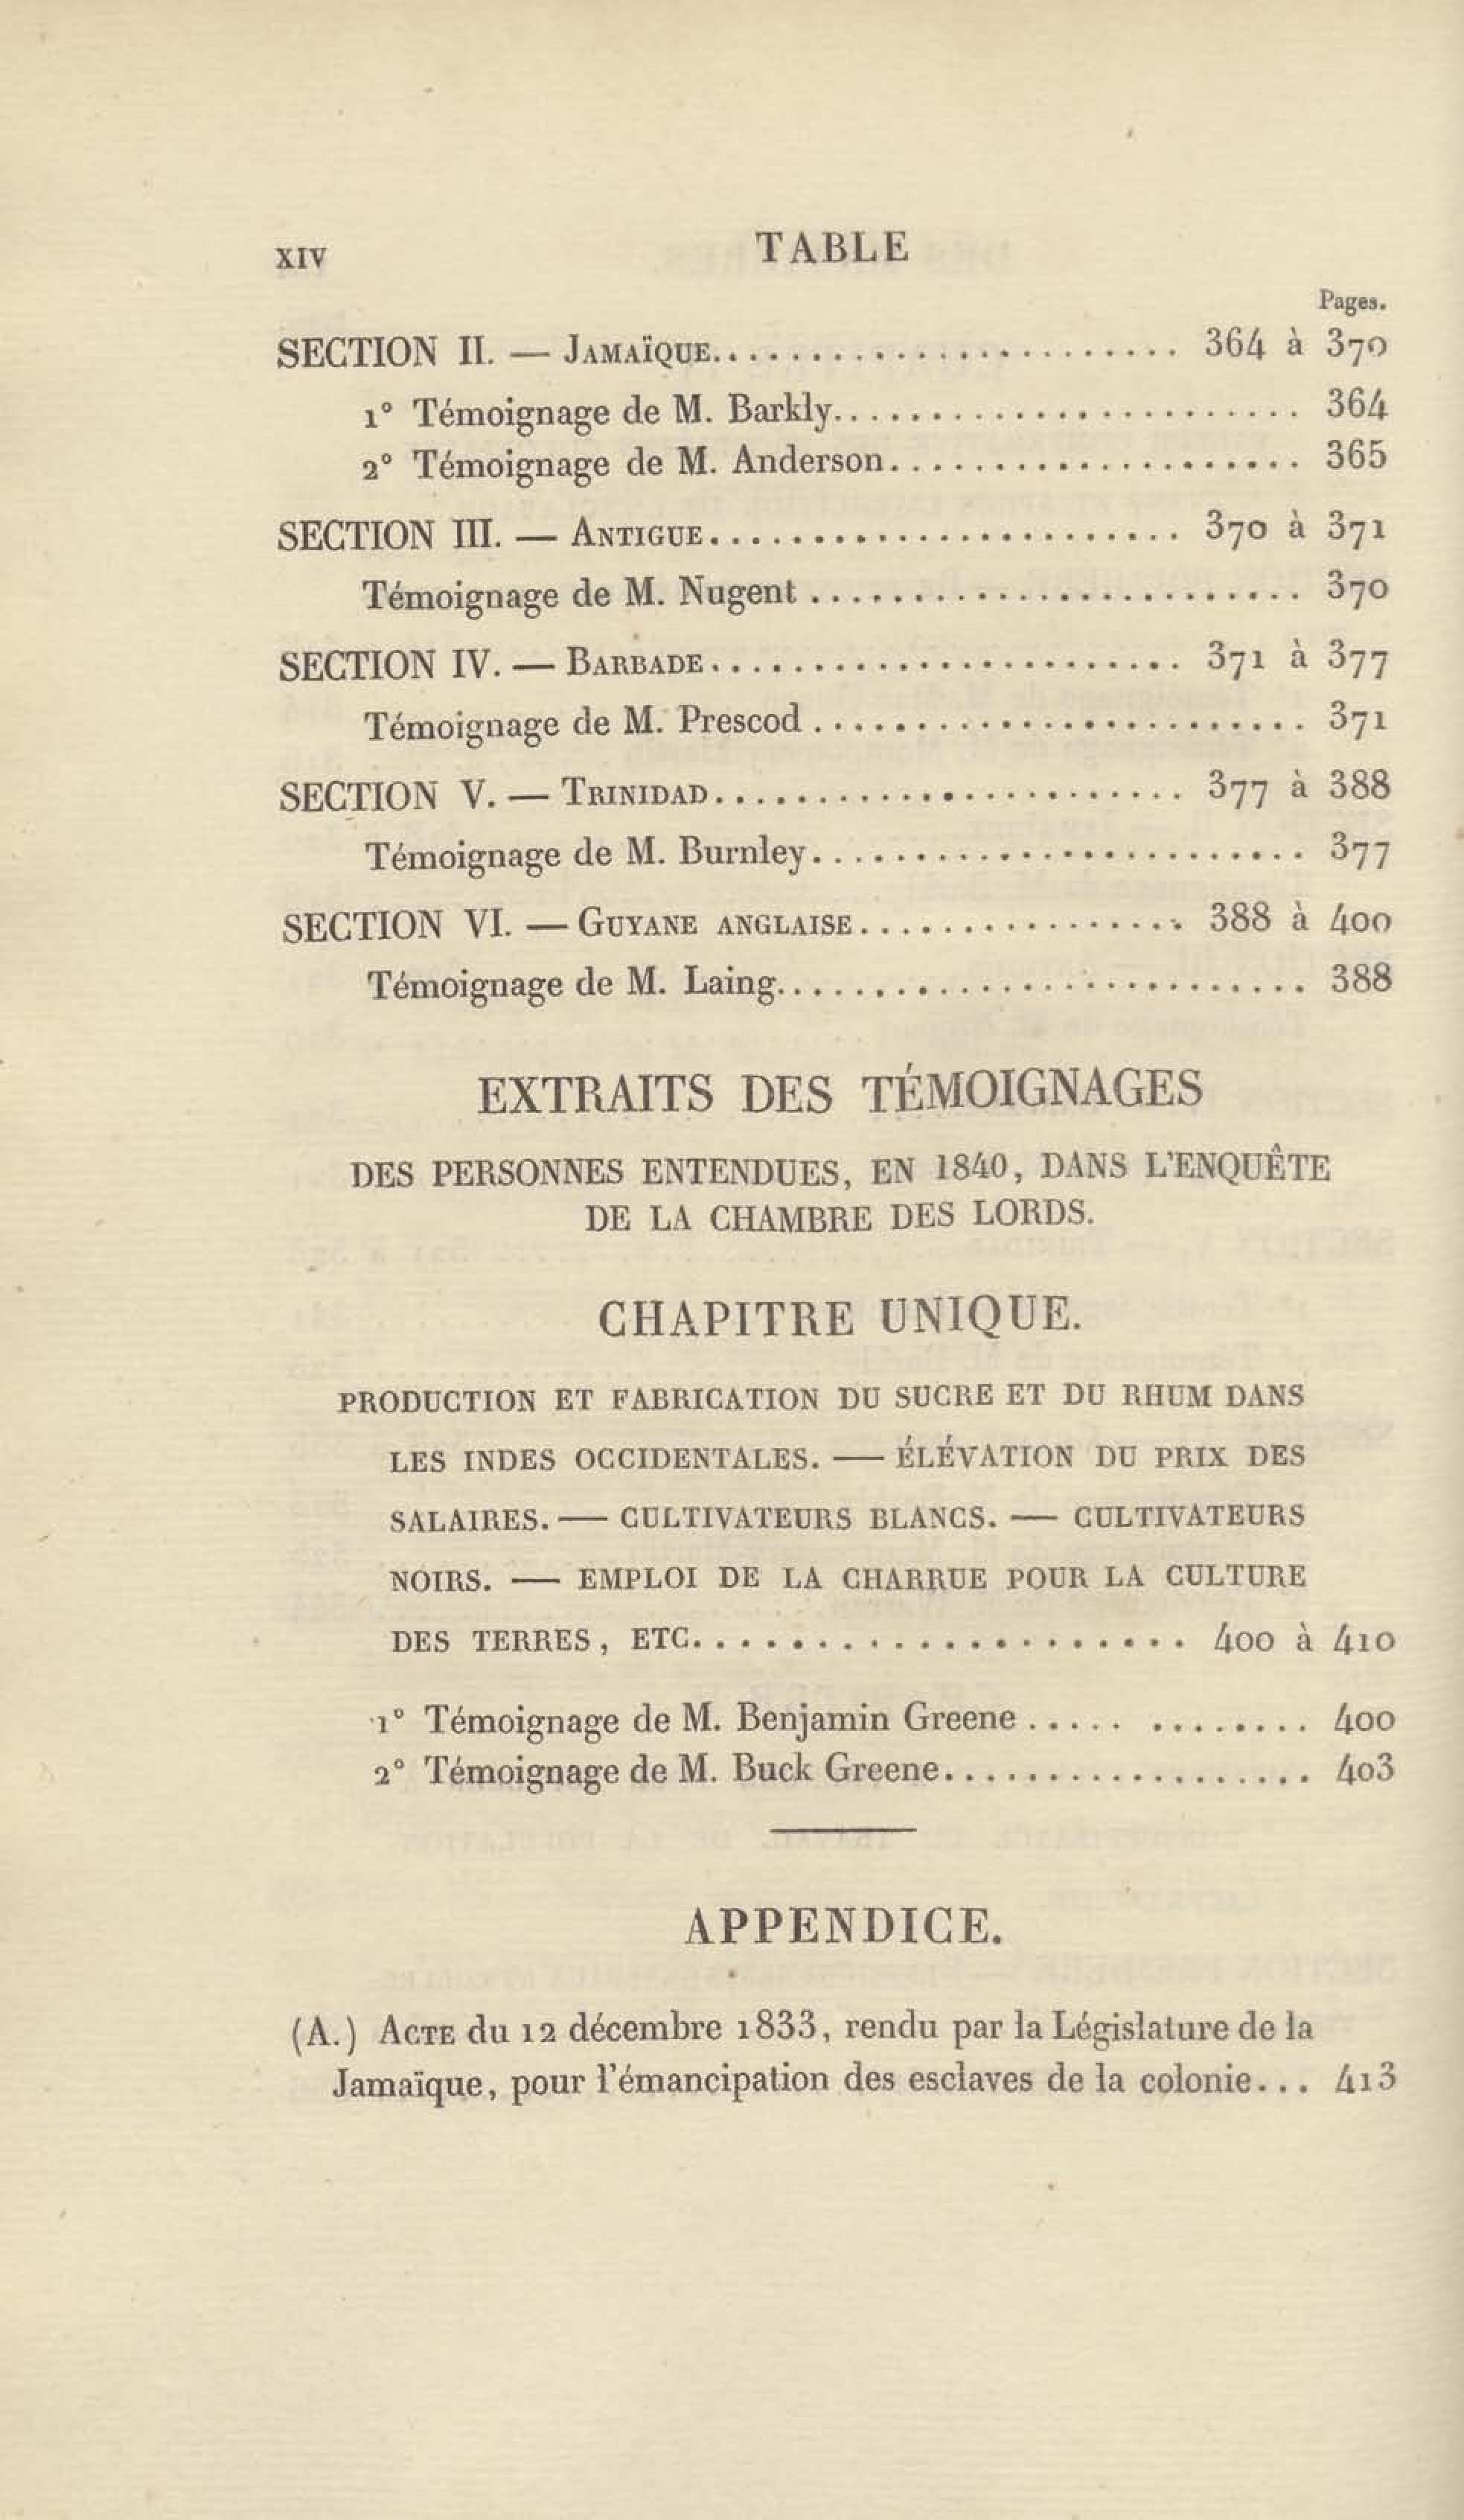 XIV
TABLE
Pages.
SECTION II. — JAMAÏQUE........................ 364 à 370
1° Témoignage de M. Barkly........................ 364
2° Témoignage de M. Anderson..................... 365
SECTION III. — ANTIGUE........................ 370 à 371
Témoignage de M. Nugent......................... 370
SECTION IV. — BARBADE........................ 371 à 377
Témoignage de M. Prescod......................... 371
SECTION V. — TRINIDAD........................ 377 à 388
Témoignage de M. Burnley......................... 377
SECTION VI. — GUYANE ANGLAISE................. 388 à 400
Témoignage de M. Laing........................... 388
EXTRAITS DES TÉMOIGNAGES
DES PERSONNES ENTENDUES, EN 1840, DANS L'ENQUÊTE
DE LA CHAMBRE DES LORDS.
CHAPITRE UNIQUE.
PRODUCTION ET FABRICATION DU SUCRE ET DU RHUM DANS
LES INDES OCCIDENTALES. — ÉLÉVATION DU PRIX DES
SALAIRES. — CULTIVATEURS BLANCS. — CULTIVATEURS
NOIRS. — EMPLOI DE LA CHARRUE POUR LA CULTURE
DES TERRES, ETC.................... 400 à 410
1° Témoignage de M. Benjamin Greene..... ........ 400
2° Témoignage de M. Buck Greene................... 403
APPENDICE.
(A.) ACTE du 12 décembre 1833, rendu par la Législature de la
Jamaïque, pour l'émancipation des esclaves de la colonie... 413